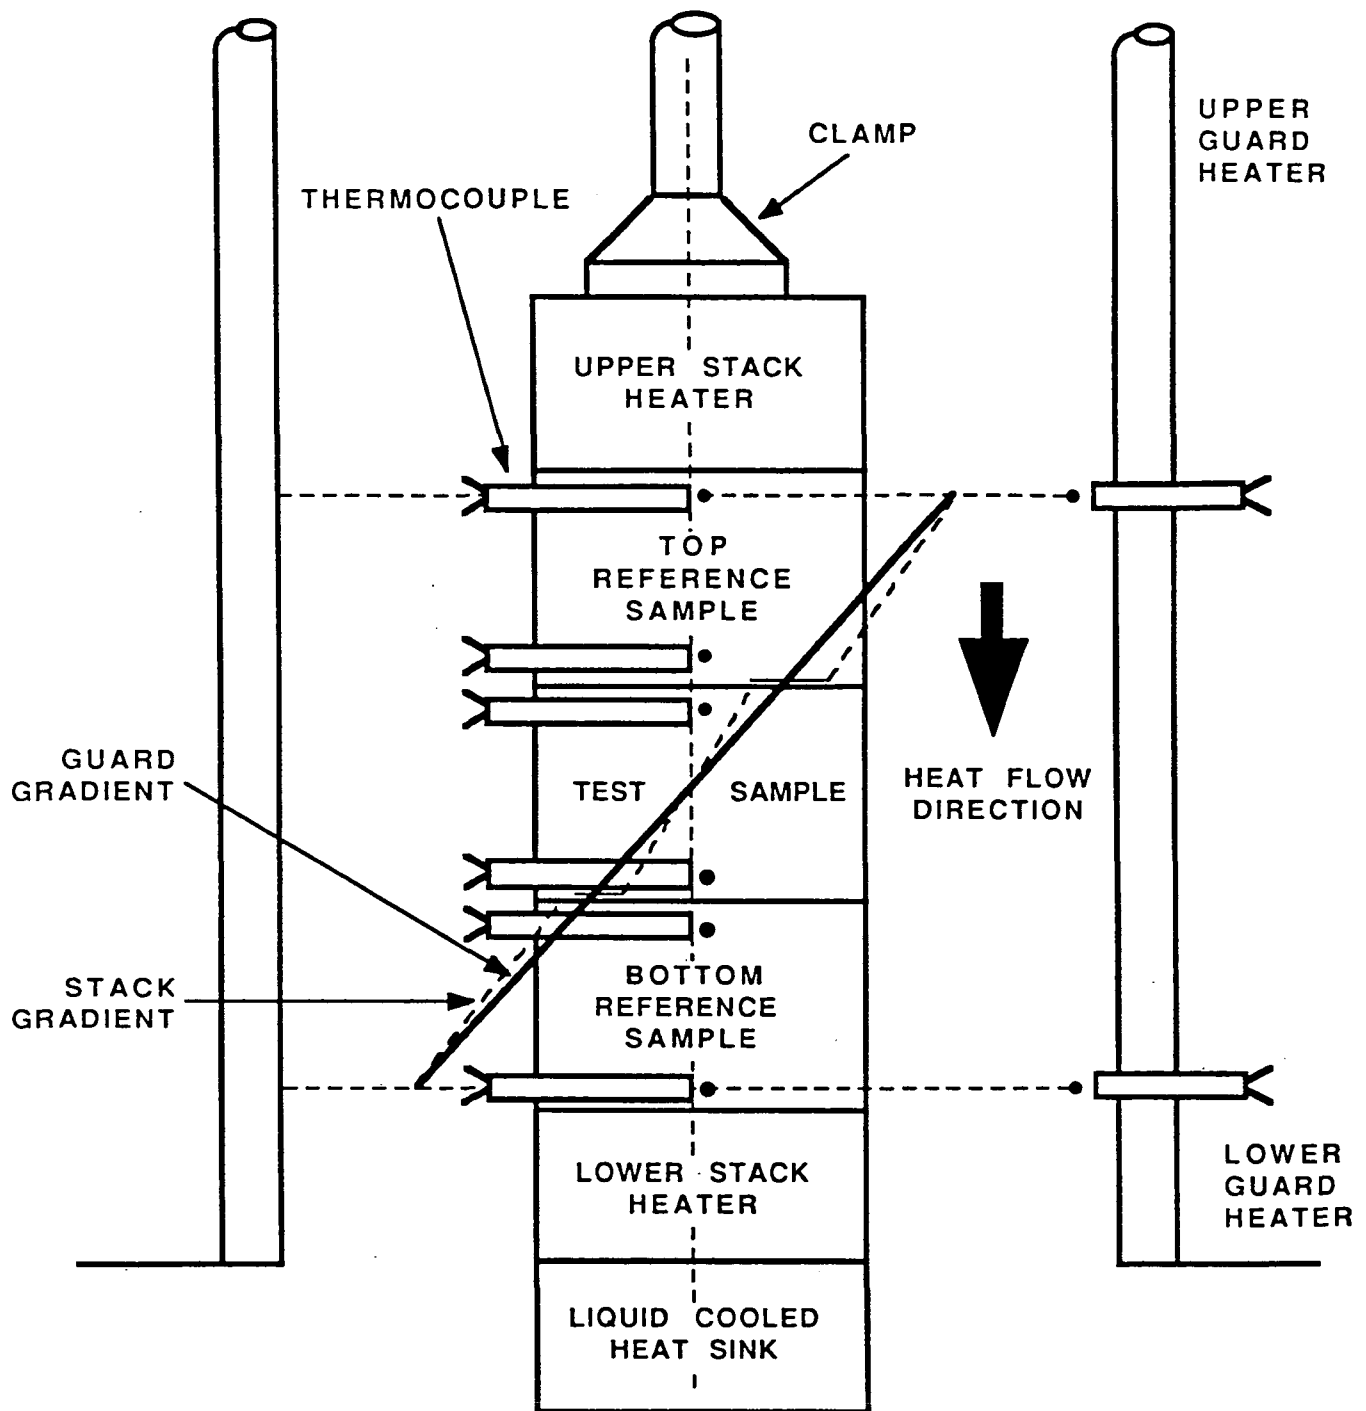 UPPER
GUARD
HEATER
CLAMP
THERMOCOUPLE
UPPER STACK
HEATER
TOP
REFERENCE
SAMPLE
GUARD
GRADIENT
TEST SAMPLE
HEAT FLOW
DIRECTION
STACK
GRADIENT
BOTTOM
REFERENCE
SAMPLE
LOWER STACK
HEATER
LOWER
GUARD
HEATER
LIQUID COOLED
HEAT SINK